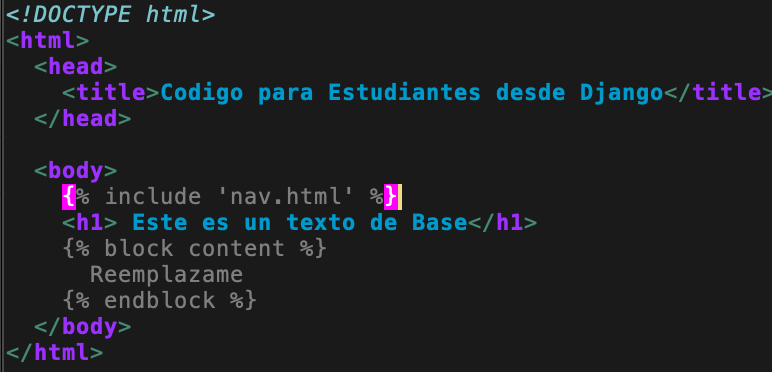 <!DOCTYPE html>
<html>
<head>
<title>Codigo para Estudiantes desde Django</title>
</head>
<body>
{% include 'nav.html' %}
<h1> Este es un texto de Base</h1>
{% block content %}
Reemplazame
{% endblock %}
</body>
</html>